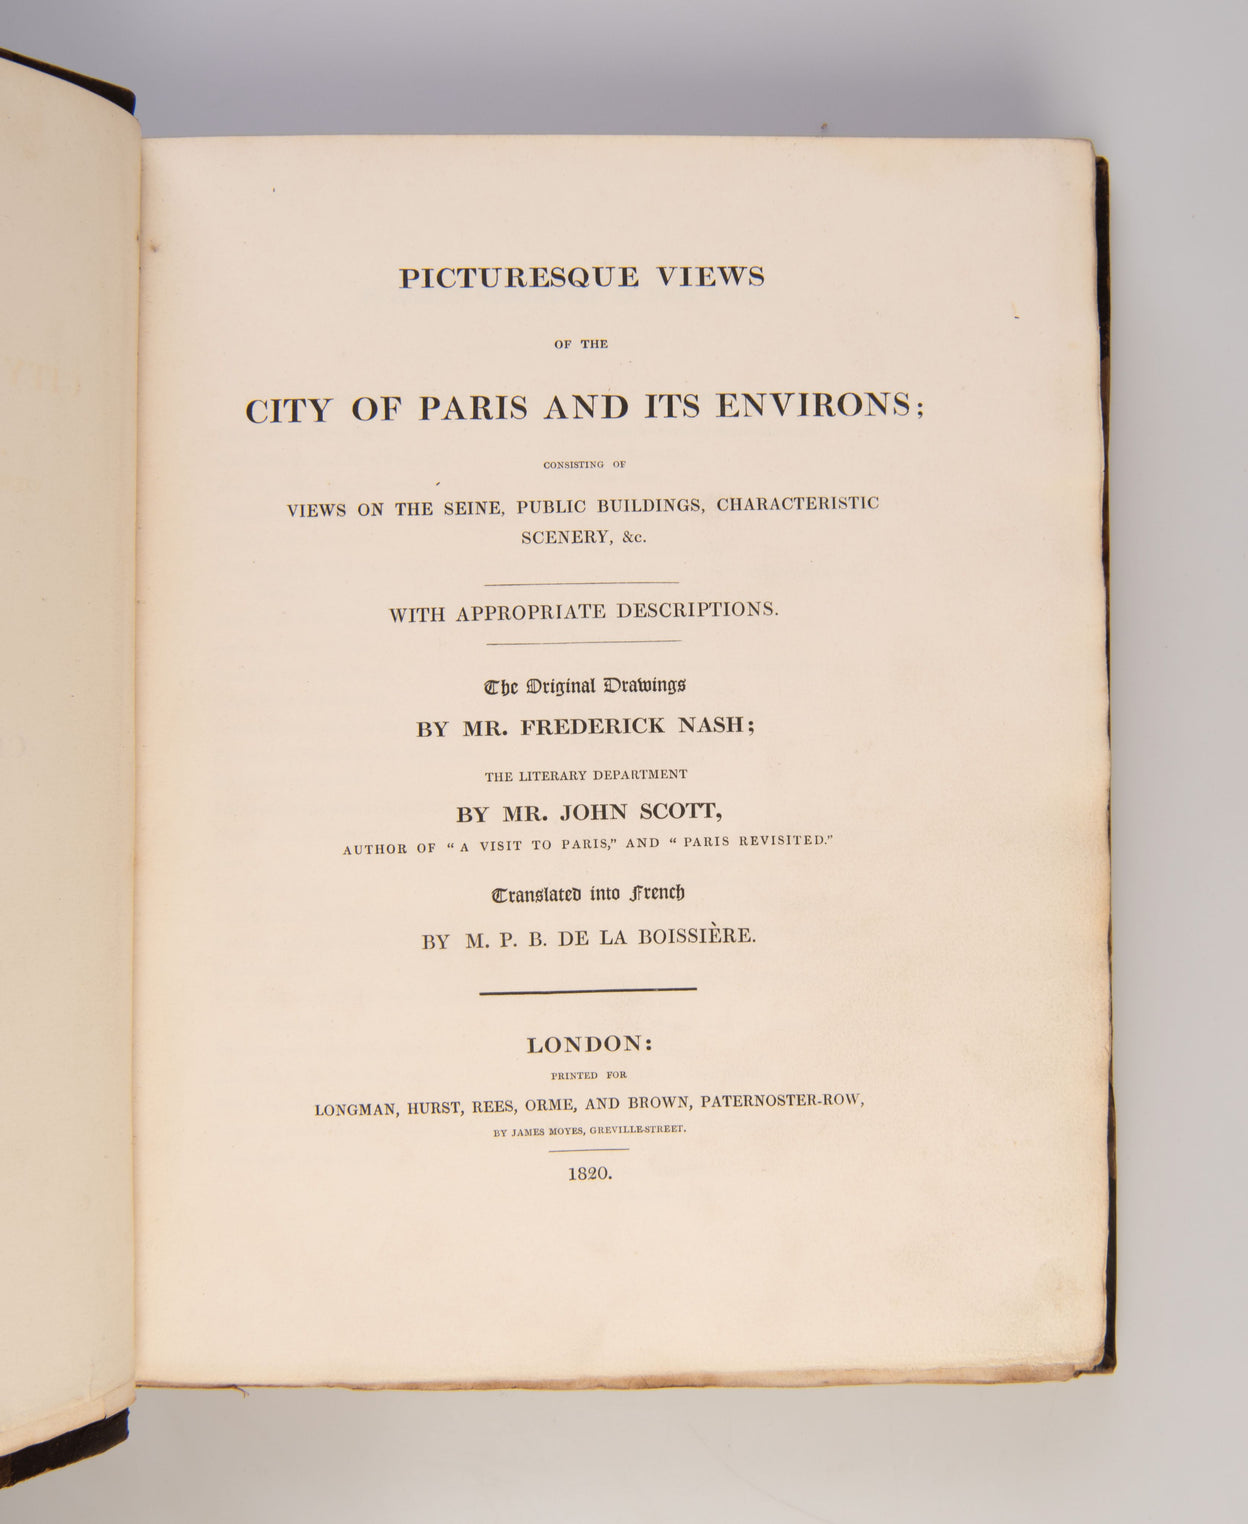 PICTURESQUE VIEWS
OF THE
CITY OF PARIS AND ITS ENVIRONS;
CONSISTING OF
VIEWS ON THE SEINE, PUBLIC BUILDINGS, CHARACTERISTIC
SCENERY, &c.
WITH APPROPRIATE DESCRIPTIONS.
The Original Drawings
BY MR. FREDERICK NASH;
THE LITERARY DEPARTMENT
BY MR. JOHN SCOTT,
AUTHOR OF “ A VISIT TO PARIS,” AND “ PARIS REVISITED.”
Translated into French
BY M. P. B. DE LA BOISSIÈRE.
LONDON:
PRINTED FOR
LONGMAN, HURST, REES, ORME, AND BROWN, PATERNOSTER-ROW,
BY JAMES MOYES, GREVILLE-STREET.
1820.